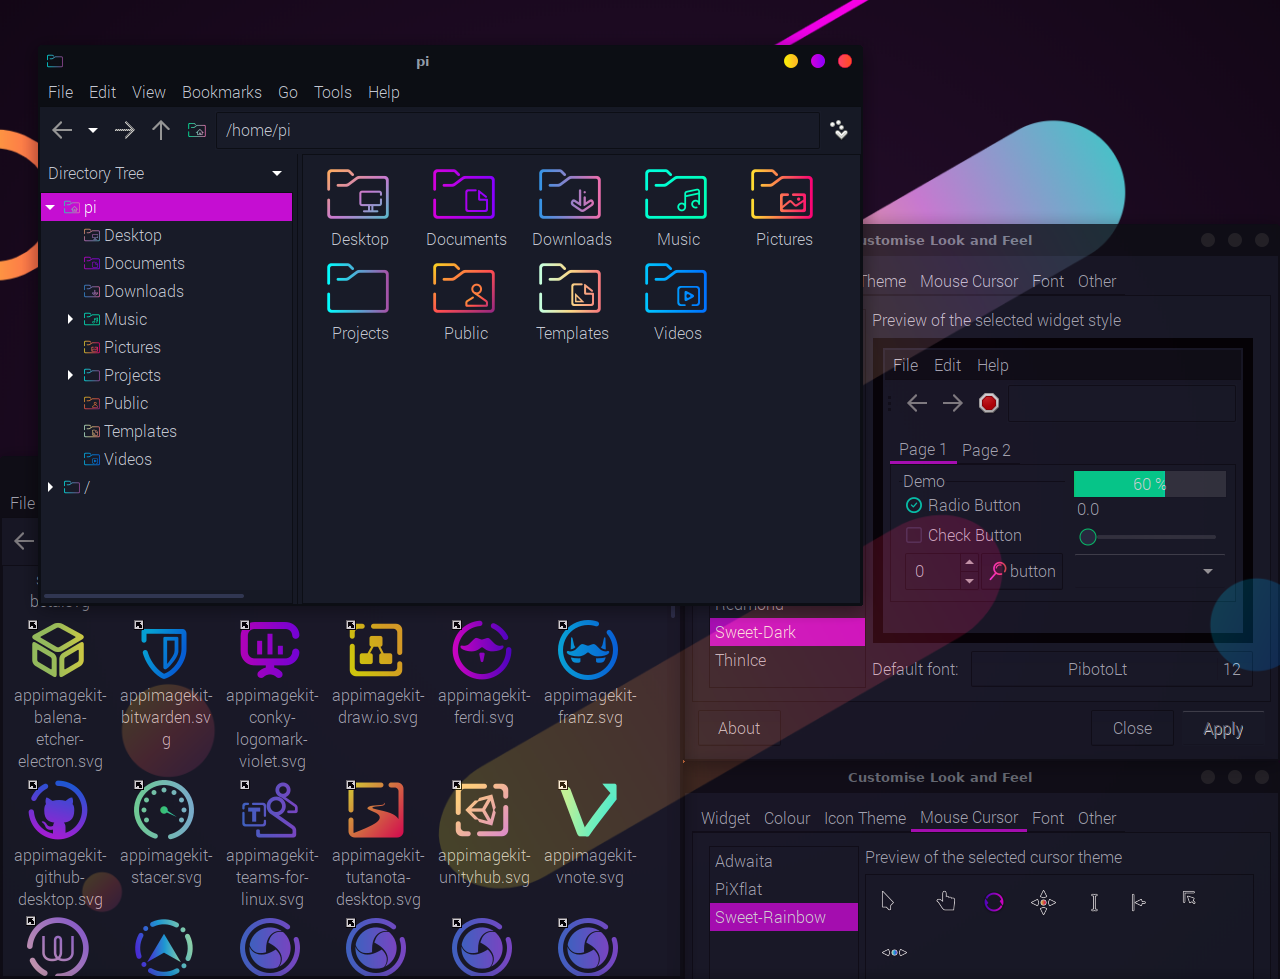 pi
File Edit View Bookmarks Go Tools Help
/home/pi
Directory Tree
pi
Desktop
Documents
Downloads
Music
Pictures
Projects
Public
Templates
Videos
/
Desktop Documents Downloads Music Pictures
Projects Public Templates Videos
ustomise Look and Feel
Theme Mouse Cursor Font Other
Preview of the selected widget style
File Edit Help
Page 1 Page 2
Demo
60 %
Radio Button
0.0
Check Button
0
button
Sweet-Dark
ThinIce
Default font:
PibotoLt 12
About
Close
Apply
File
appimagekit-balena-etcher-electron.svg
appimagekit-bitwarden.svg
appimagekit-conky-logomark-violet.svg
appimagekit-draw.io.svg
appimagekit-ferdi.svg
appimagekit-franz.svg
appimagekit-github-desktop.svg
appimagekit-stacer.svg
appimagekit-teams-for-linux.svg
appimagekit-tutanota-desktop.svg
appimagekit-unityhub.svg
appimagekit-vnote.svg
Customise Look and Feel
Widget Colour Icon Theme Mouse Cursor Font Other
Adwaita
PiXflat
Sweet-Rainbow
Preview of the selected cursor theme